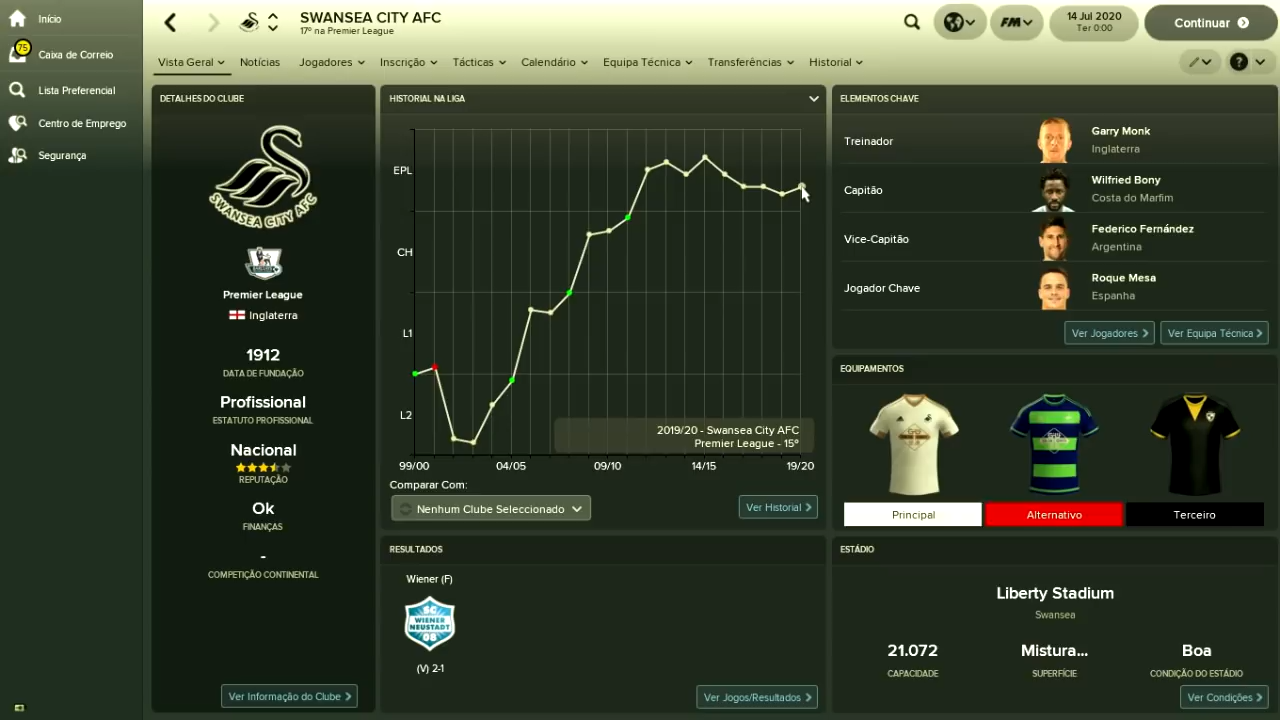 Início
75
Caixa de Correio
Lista Preferencial
Centro de Emprego
Segurança
SWANSEA CITY AFC
17º na Premier League
FM
14 Jul 2020
Ter 0:00
Continuar
Vista Geral
Notícias
Jogadores
Inscrição
Tácticas
Calendário
Equipa Técnica
Transferências
Historial
?
DETALHES DO CLUBE
SWANSEA CITY AFC
Premier League
Inglaterra
1912
DATA DE FUNDAÇÃO
Profissional
ESTATUTO PROFISSIONAL
Nacional
REPUTAÇÃO
Ok
FINANÇAS
-
COMPETIÇÃO CONTINENTAL
Ver Informação do Clube
HISTORIAL NA LIGA
EPL
CH
L1
L2
2019/20 - Swansea City AFC
Premier League - 15º
99/00 04/05 09/10 14/15 19/20
Comparar Com:
Nenhum Clube Seleccionado
Ver Historial
RESULTADOS
Wiener (F)
SC
WIENER
NEUSTADT
08
(V) 2-1
Ver Jogos/Resultados
ELEMENTOS CHAVE
Treinador
Garry Monk
Inglaterra
Capitão
Wilfried Bony
Costa do Marfim
Vice-Capitão
Federico Fernández
Argentina
Jogador Chave
Roque Mesa
Espanha
Ver Jogadores
Ver Equipa Técnica
EQUIPAMENTOS
Principal
Alternativo
Terceiro
ESTÁDIO
Liberty Stadium
Swansea
21.072
CAPACIDADE
Mistura...
SUPERFÍCIE
Boa
CONDIÇÃO DO ESTÁDIO
Ver Condições